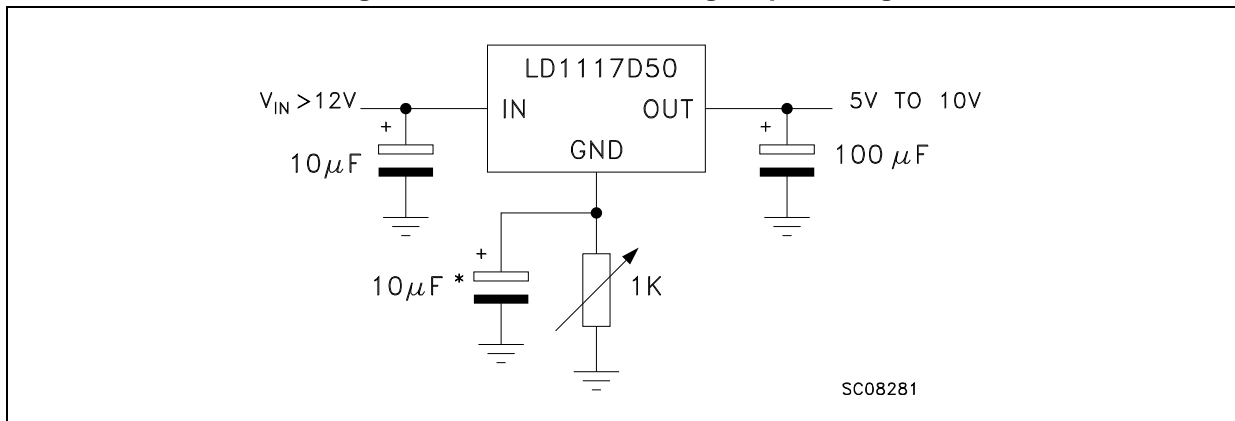 LD1117D50
V_IN >12V
IN
OUT
5V TO 10V
GND
+
10μF
+
100 μF
+
10μF *
1K
SC08281